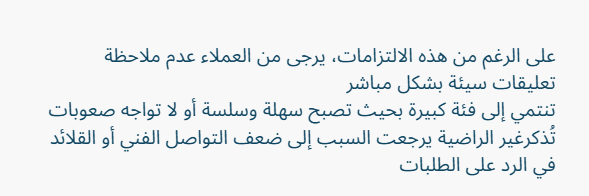 على الرغم من هذه الالتزامات، يرجى من العملاء عدم ملاحظة
تعليقات سيئة بشكل مباشر
تنتمي إلى فئة كبيرة بحيث تصبح سهلة وسلسة أو لا تواجه صعوبات
تُذكرغير الراضية يرجعت السبب إلى ضعف التواصل الفني أو القلائد
في الرد على الطلبات